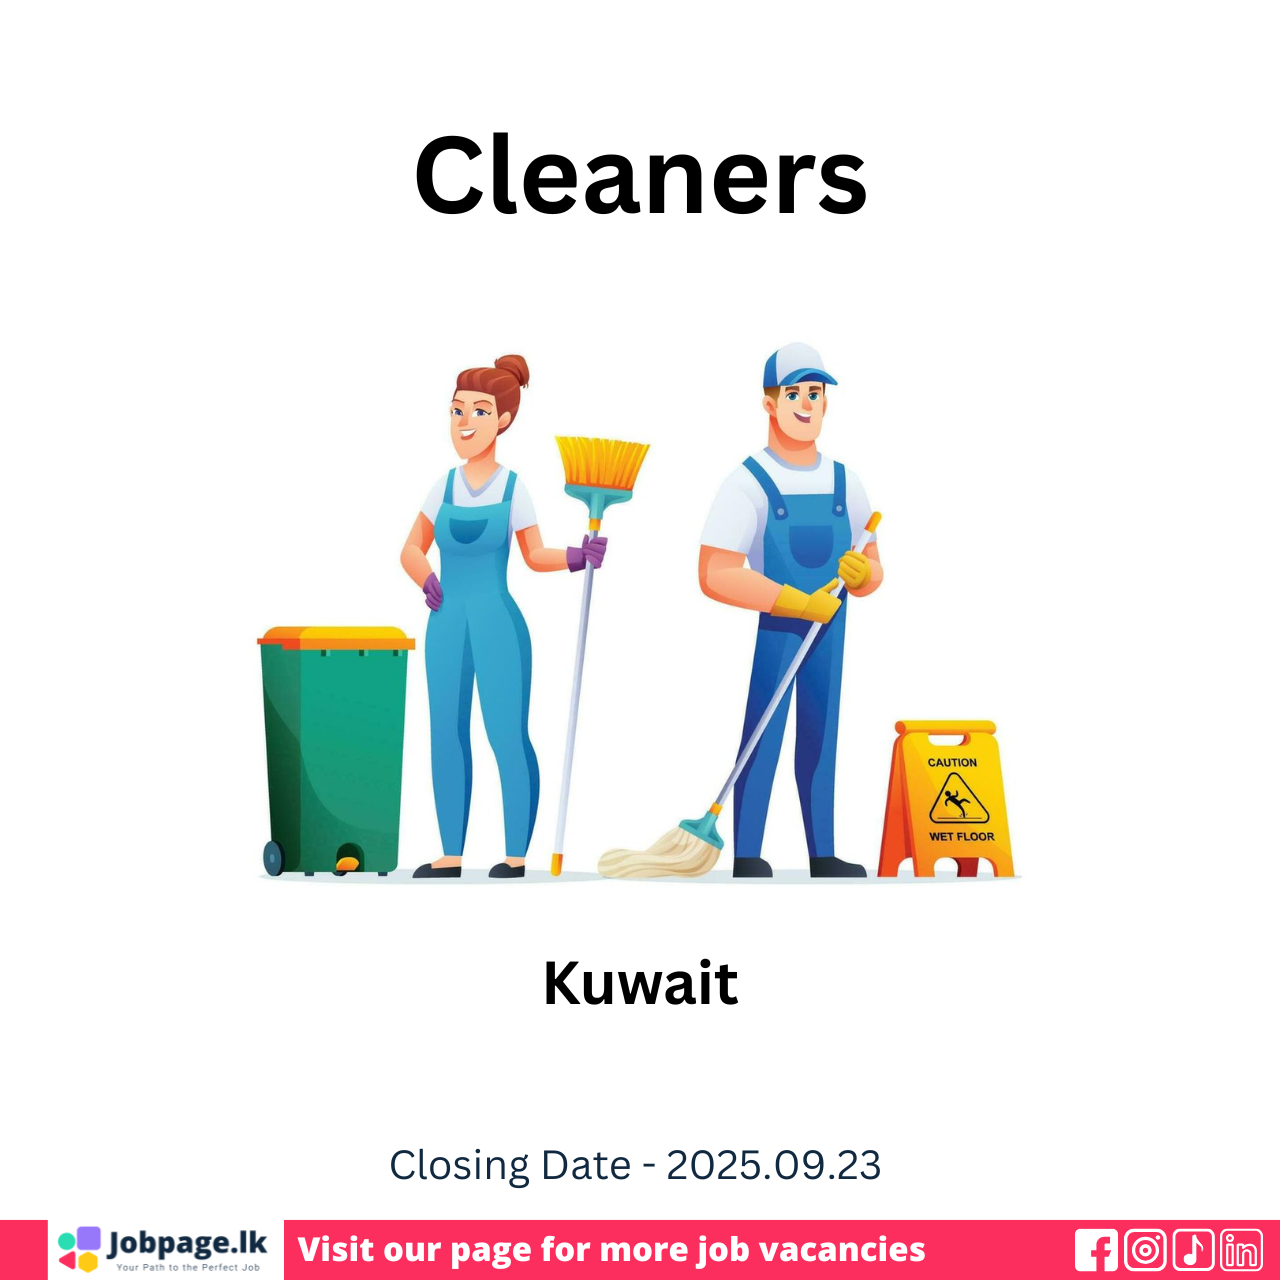 Cleaners
CAUTION
WET FLOOR
Kuwait
Closing Date - 2025.09.23
Jobpage.lk
Your Path to the Perfect Job
Visit our page for more job vacancies